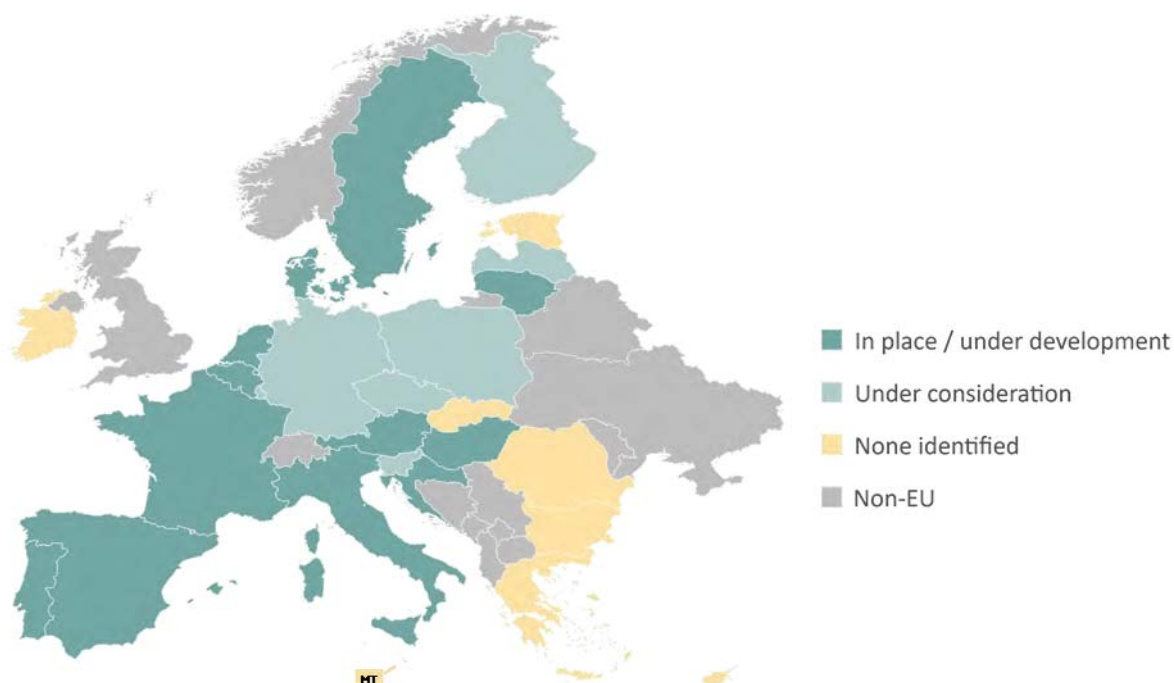 In place / under development
Under consideration
None identified
Non-EU
MT